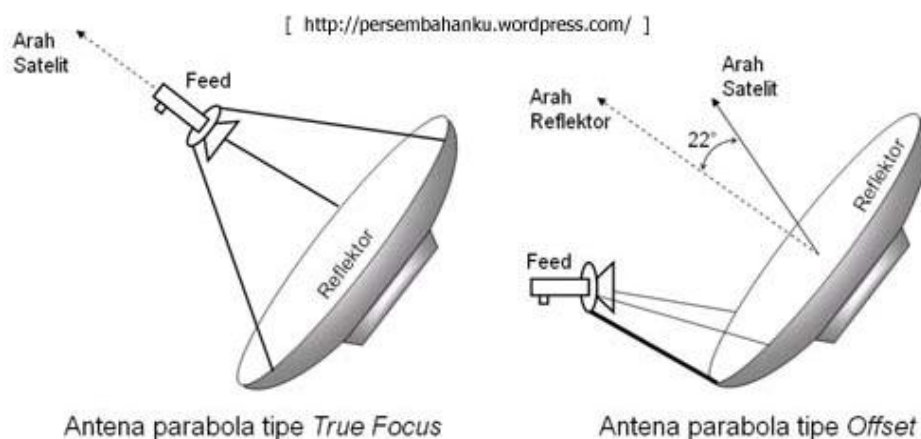 [ http://persembahanku.wordpress.com/ ]
Arah
Satelit
Feed
Reflektor
Antena parabola tipe True Focus
Arah
Satelit
Arah
Reflektor
22°
Reflektor
Feed
Antena parabola tipe Offset